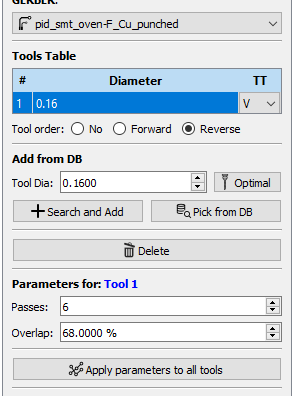 GERBER:
pid_smt_oven-F_Cu_punched
Tools Table
# Diameter TT
1 0.16 V
Tool order: No Forward Reverse
Add from DB
Tool Dia: 0.1600 Optimal
Search and Add Pick from DB
Delete
Parameters for: Tool 1
Passes: 6
Overlap: 68.0000 %
Apply parameters to all tools